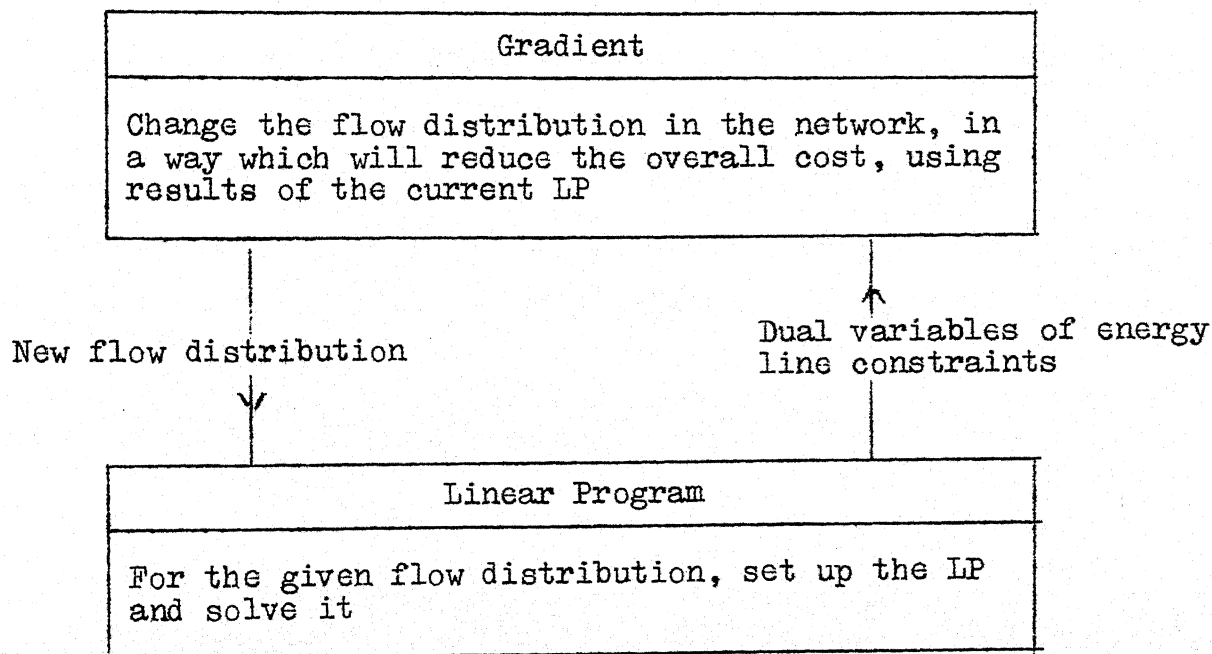 Gradient
Change the flow distribution in the network, in
a way which will reduce the overall cost, using
results of the current LP
New flow distribution
Dual variables of energy
line constraints
Linear Program
For the given flow distribution, set up the LP
and solve it